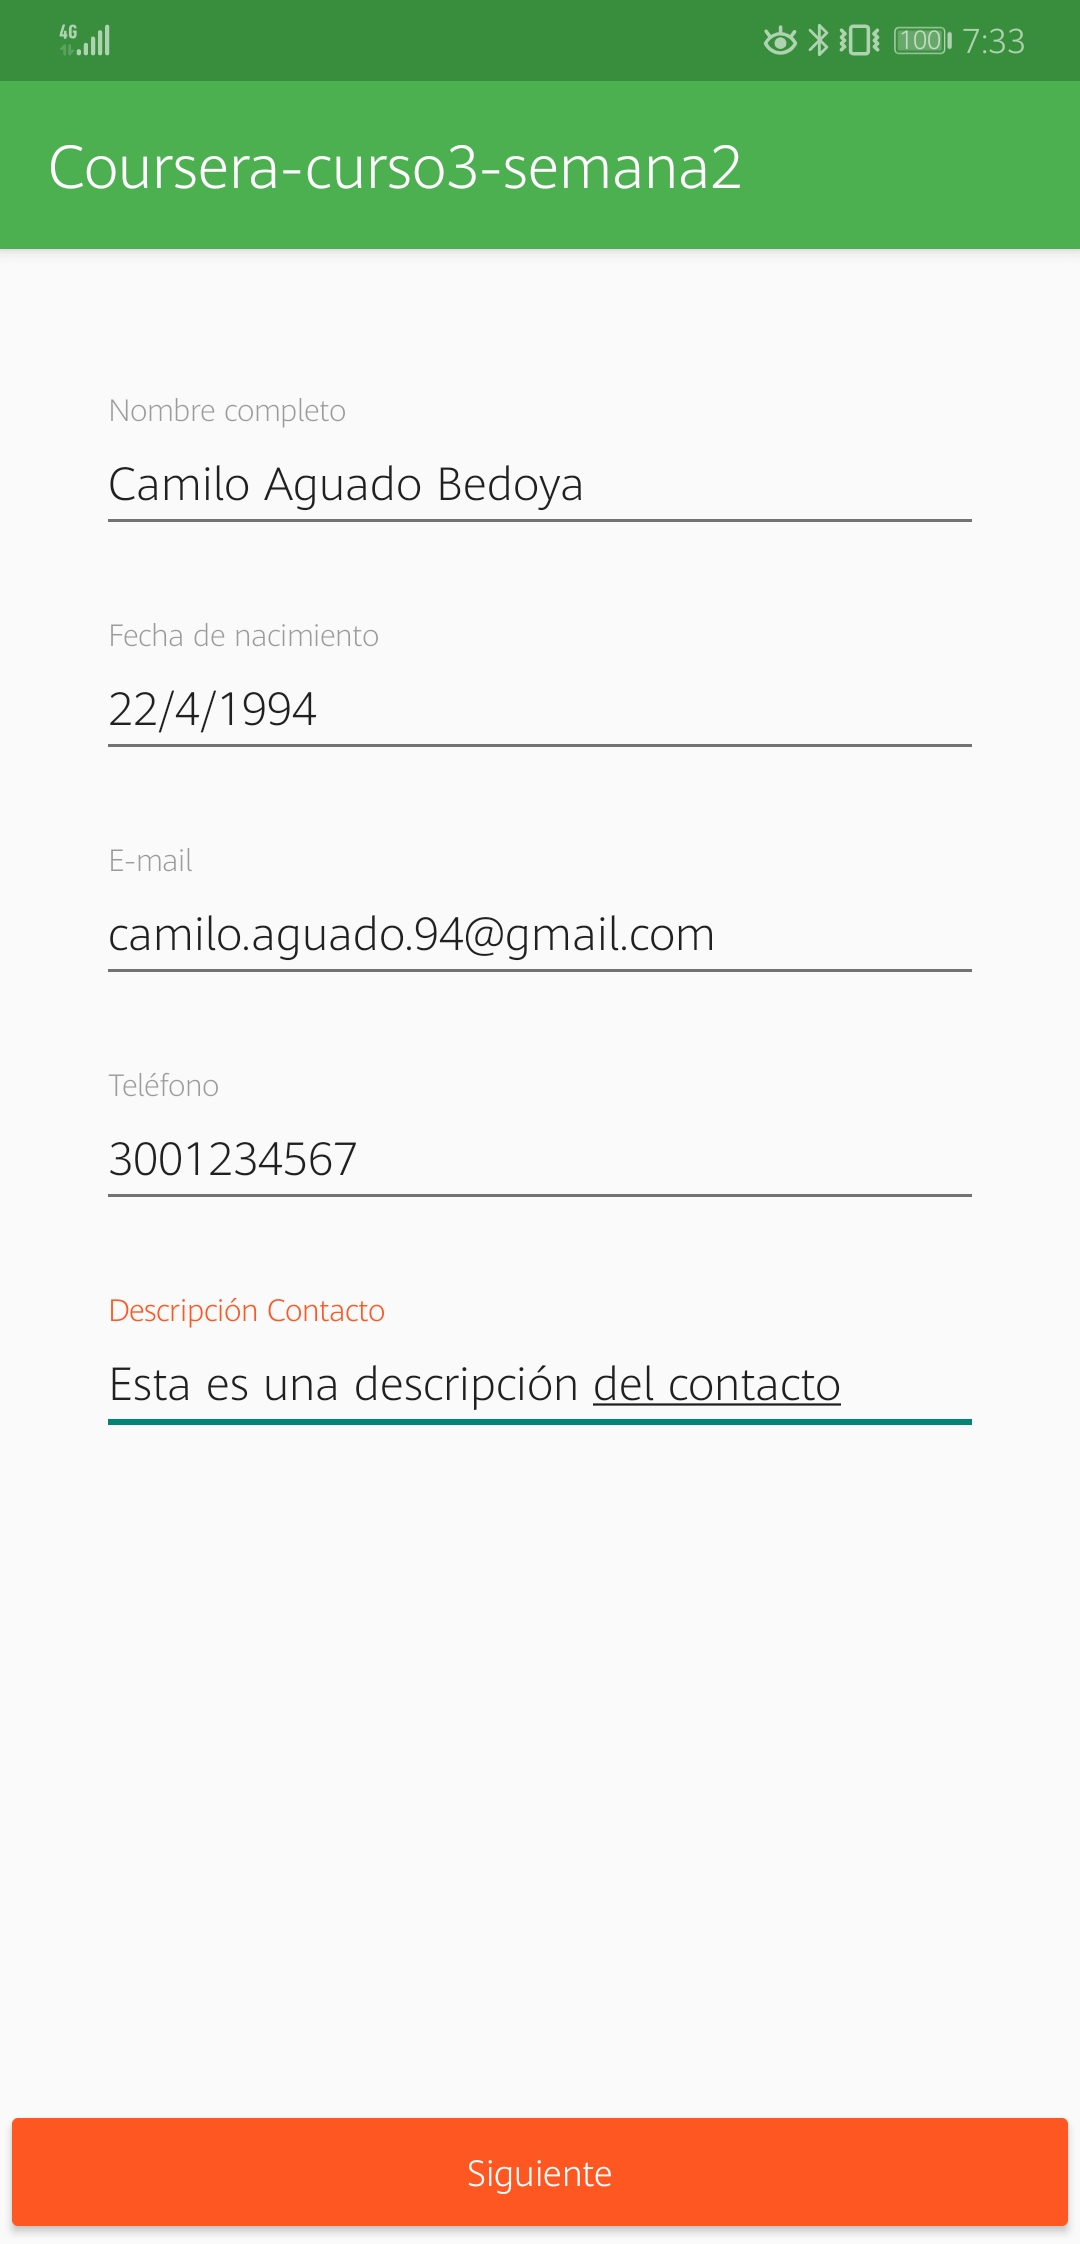 4G
100 7:33
Coursera-curso3-semana2
Nombre completo
Camilo Aguado Bedoya
Fecha de nacimiento
22/4/1994
E-mail
camilo.aguado.94@gmail.com
Teléfono
3001234567
Descripción Contacto
Esta es una descripción del contacto
Siguiente